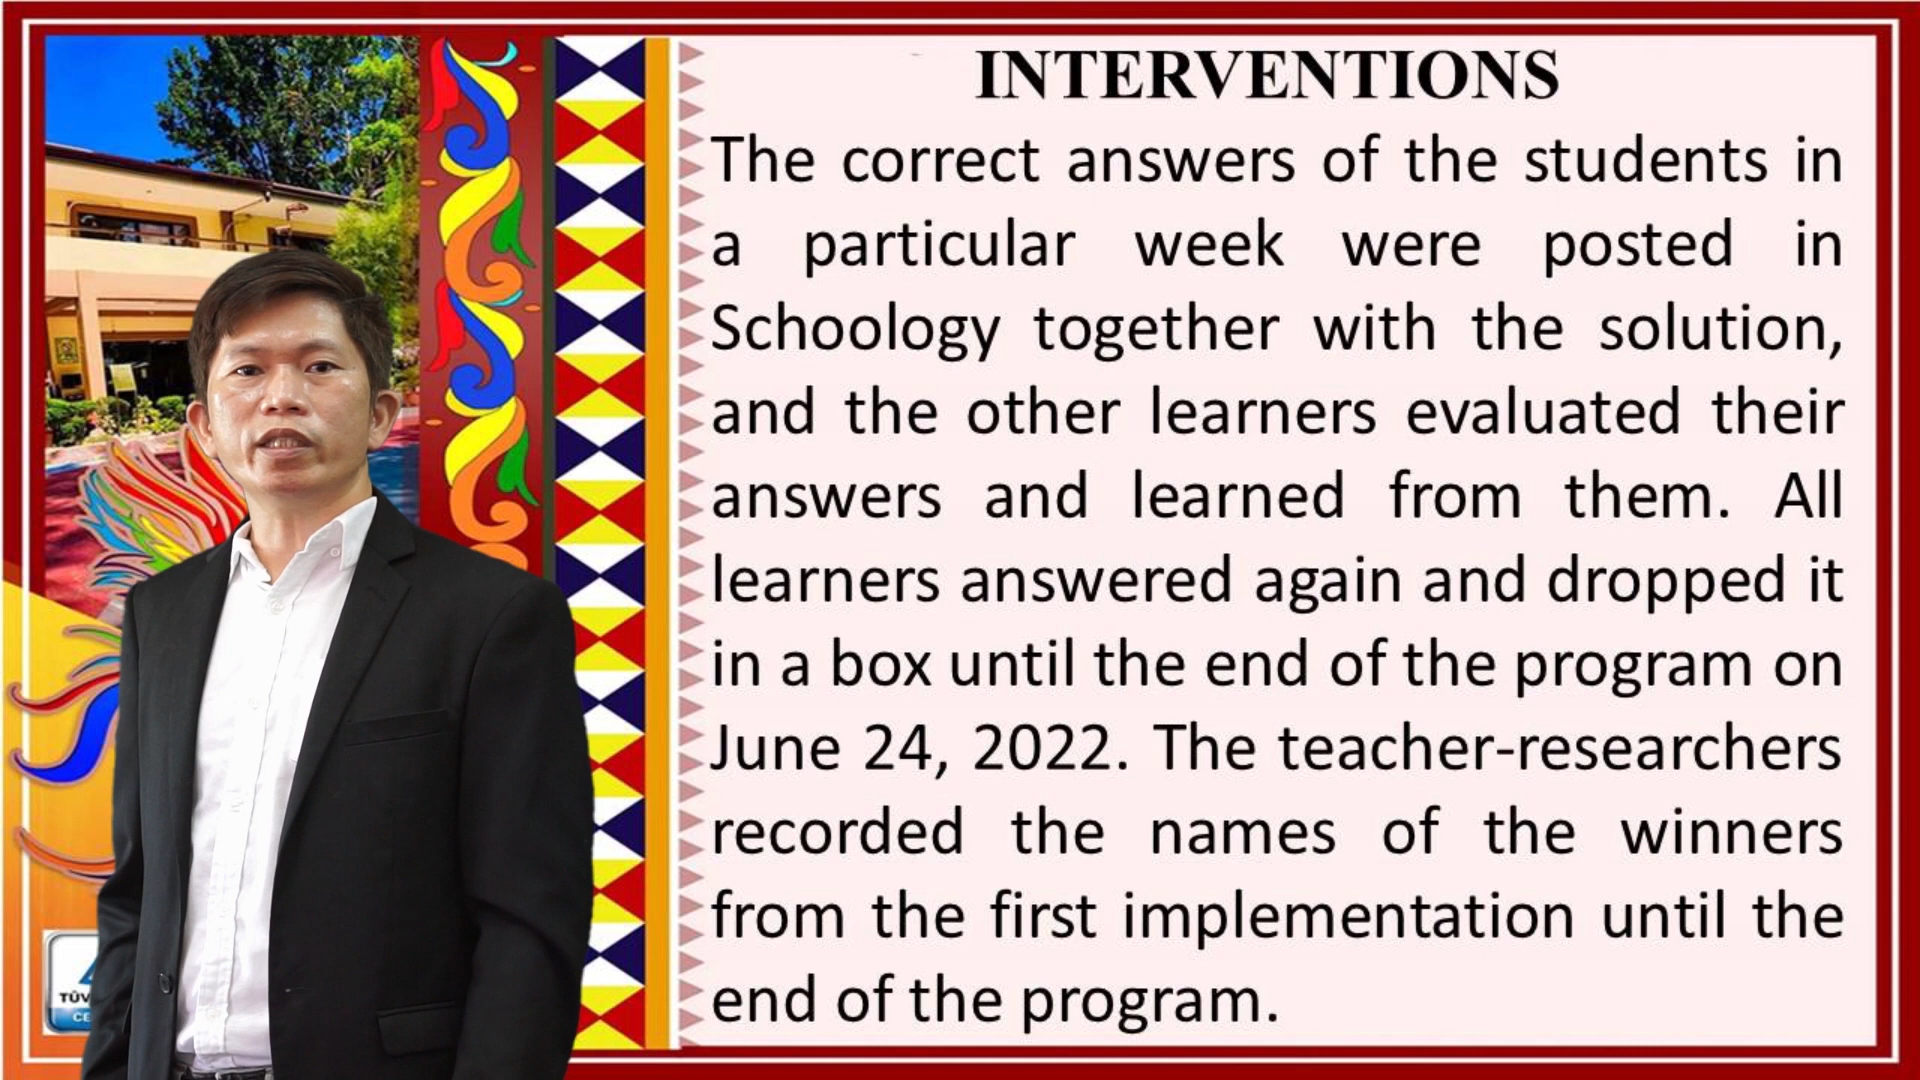 INTERVENTIONS
The correct answers of the students in
a particular week were posted in
Schoology together with the solution,
and the other learners evaluated their
answers and learned from them. All
learners answered again and dropped it
in a box until the end of the program on
June 24, 2022. The teacher-researchers
recorded the names of the winners
from the first implementation until the
end of the program.
TÜV
CE